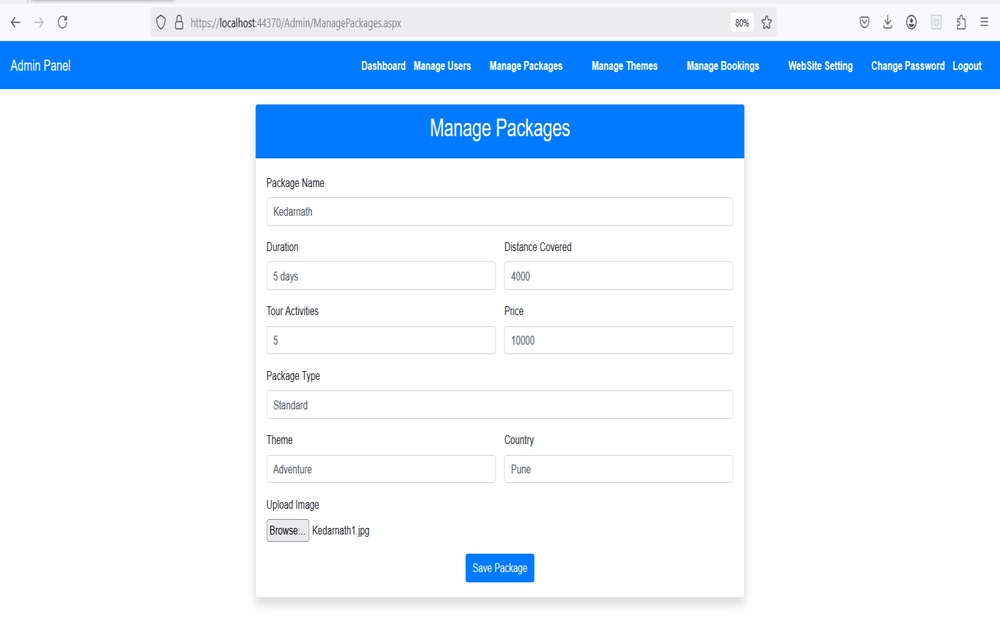 https://localhost:44370/Admin/ManagePackages.aspx 80%
Admin Panel Dashboard Manage Users Manage Packages Manage Themes Manage Bookings WebSite Setting Change Password Logout
Manage Packages
Package Name
Kedarnath
Duration Distance Covered
5 days 4000
Tour Activities Price
5 10000
Package Type
Standard
Theme Country
Adventure Pune
Upload Image
Browse... Kedarnath1.jpg
Save Package